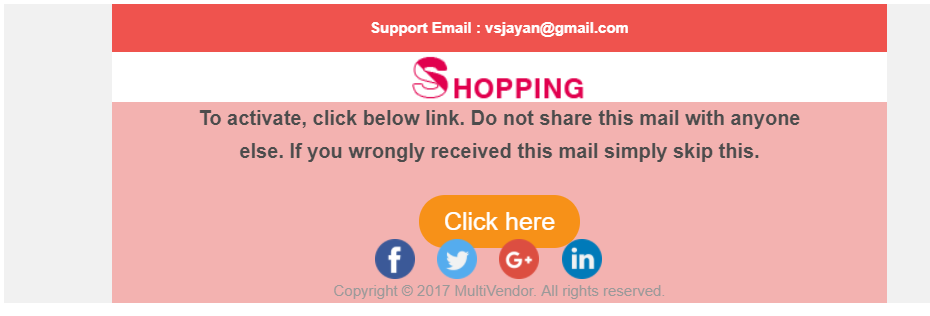 Support Email : vsjayan@gmail.com
SHOPPING
To activate, click below link. Do not share this mail with anyone
else. If you wrongly received this mail simply skip this.
Click here
f G+ in
Copyright © 2017 MultiVendor. All rights reserved.